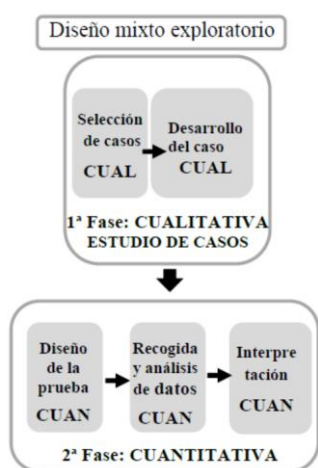 Diseño mixto exploratorio
Selección
de casos
CUAL
Desarrollo
del caso
CUAL
1ª Fase: CUALITATIVA
ESTUDIO DE CASOS
Diseño
de la
prueba
CUAN
Recogida
y análisis
de datos
CUAN
Interpre
tación
CUAN
2ª Fase: CUANTITATIVA